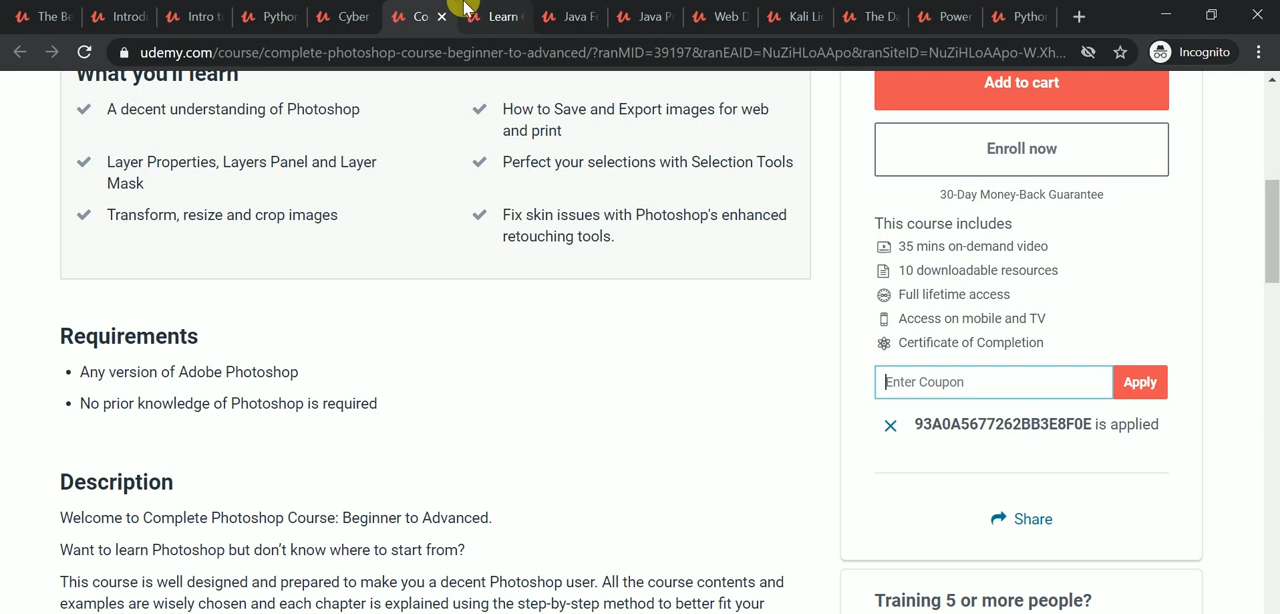 The Be
Introdu
Intro t
Python
Cyber
Co
Learn
Java Fo
Java P
Web D
Kali Li
The Da
Power
Pytho
udemy.com/course/complete-photoshop-course-beginner-to-advanced/?ranMID=39197&ranEAID=NuZiHLoAApo&ranSiteID=NuZiHLoAApo-W.Xh...
Incognito
What you'll learn
A decent understanding of Photoshop
How to Save and Export images for web
and print
Layer Properties, Layers Panel and Layer
Mask
Perfect your selections with Selection Tools
Transform, resize and crop images
Fix skin issues with Photoshop's enhanced
retouching tools.
Requirements
• Any version of Adobe Photoshop
• No prior knowledge of Photoshop is required
Description
Welcome to Complete Photoshop Course: Beginner to Advanced.
Want to learn Photoshop but don't know where to start from?
This course is well designed and prepared to make you a decent Photoshop user. All the course contents and
examples are wisely chosen and each chapter is explained using the step-by-step method to better fit your
Add to cart
Enroll now
30-Day Money-Back Guarantee
This course includes
35 mins on-demand video
10 downloadable resources
Full lifetime access
Access on mobile and TV
Certificate of Completion
Enter Coupon
Apply
93A0A5677262BB3E8F0E is applied
Share
Training 5 or more people?